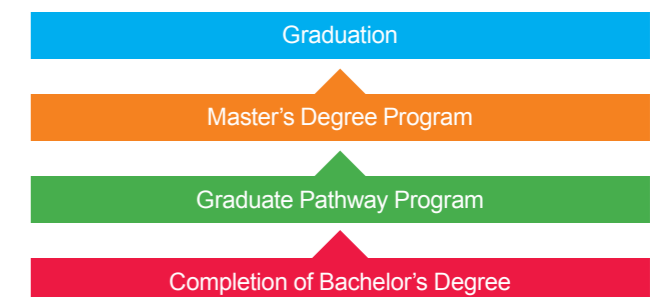 Graduation
Master’s Degree Program
Graduate Pathway Program
Completion of Bachelor’s Degree